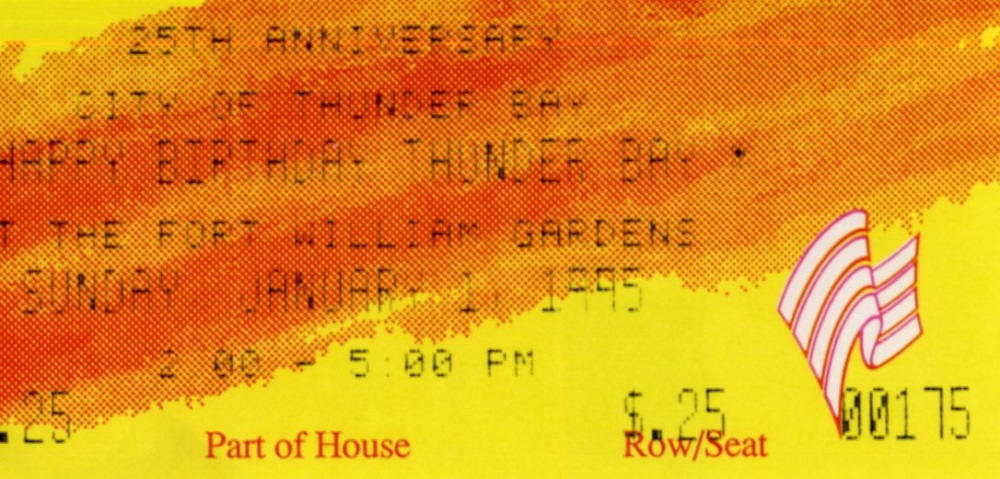 25TH ANNIVERSARY
CITY OF THUNDER BAY
HAPPY BIRTHDAY THUNDER BAY *
T THE FORT WILLIAM GARDENS
SUNDAY JANUARY 1, 1995
2:00 - 5:00 PM
.25 $.25 00175
Part of House Row/Seat